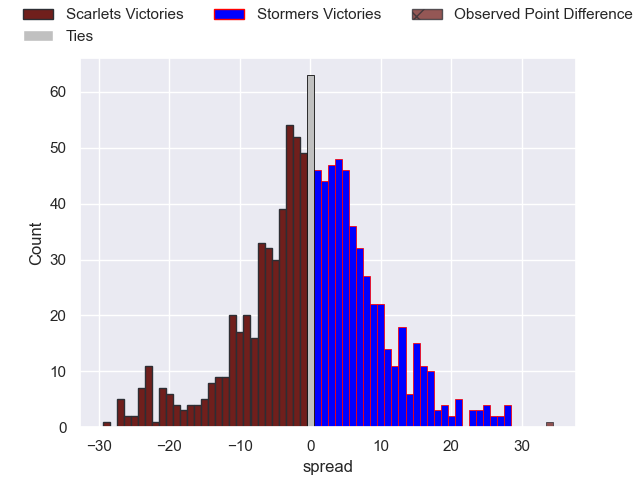 Scarlets Victories
Stormers Victories
Observed Point Difference
Ties
60
50
40
30
20
10
0
Count
−30
−20
−10
0
10
20
30
spread